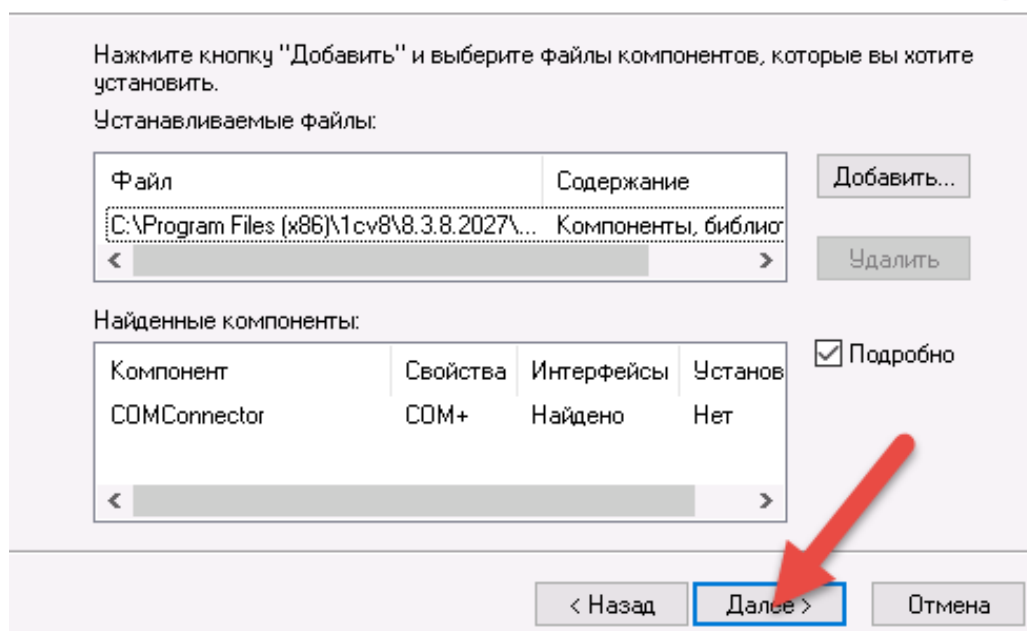 Нажмите кнопку "Добавить" и выберите файлы компонентов, которые вы хотите
установить.
Устанавливаемые файлы:
Файл Содержание
Добавить...
C:\Program Files (x86)\1cv8\8.3.8.2027\... Компоненты, библиот
Удалить
Найденные компоненты:
Подробно
Компонент Свойства Интерфейсы Установ
COMConnector COM+ Найдено Нет
< Назад Далее > Отмена